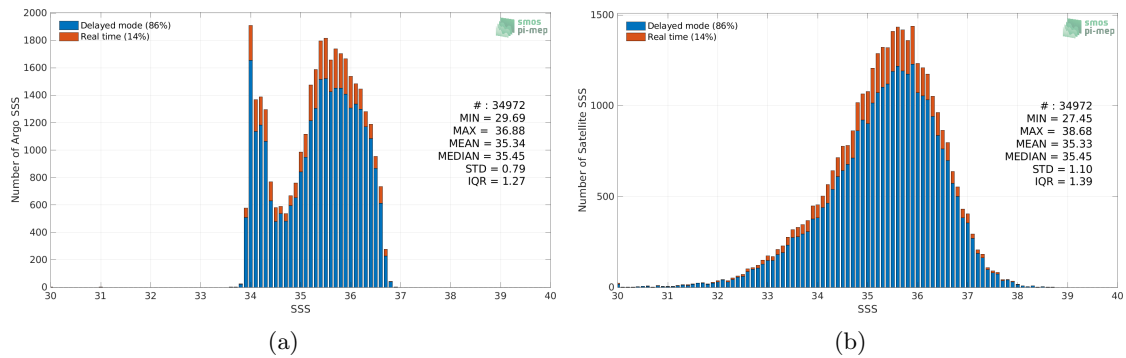 Delayed mode (86%)
Real time (14%)
smos
pi-mep
Number of Argo SSS
2000
1800
1600
1400
1200
1000
800
600
400
200
0
# : 34972
MIN = 29.69
MAX = 36.88
MEAN = 35.34
MEDIAN = 35.45
STD = 0.79
IQR = 1.27
30 31 32 33 34 35 36 37 38 39 40
SSS
(a)
Delayed mode (86%)
Real time (14%)
smos
pi-mep
Number of Satellite SSS
1500
1000
500
0
# : 34972
MIN = 27.45
MAX = 38.68
MEAN = 35.33
MEDIAN = 35.45
STD = 1.10
IQR = 1.39
30 31 32 33 34 35 36 37 38 39 40
SSS
(b)